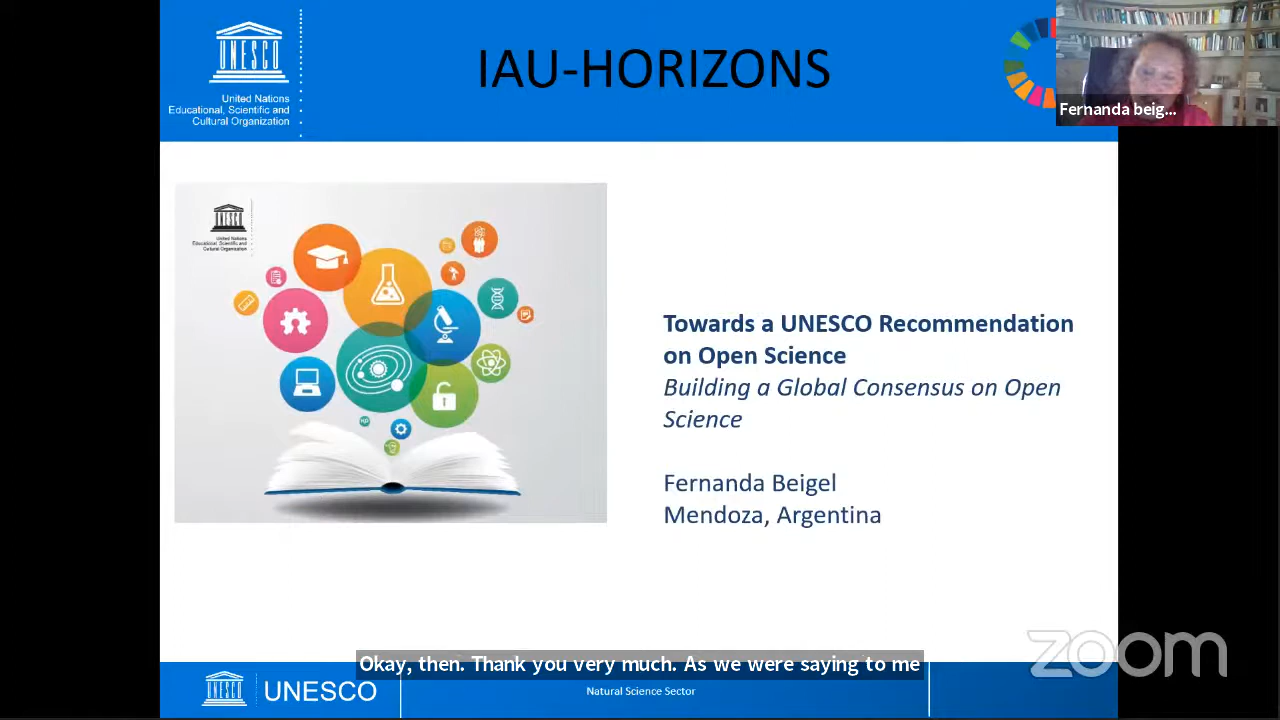 UNESCO
United Nations
Educational, Scientific and
Cultural Organization
IAU-HORIZONS
Fernanda beig...
UNESCO
United Nations
Educational, Scientific and
Cultural Organization
Towards a UNESCO Recommendation
on Open Science
Building a Global Consensus on Open
Science
Fernanda Beigel
Mendoza, Argentina
zoom
Okay, then. Thank you very much. As we were saying to me
UNESCO
Natural Science Sector